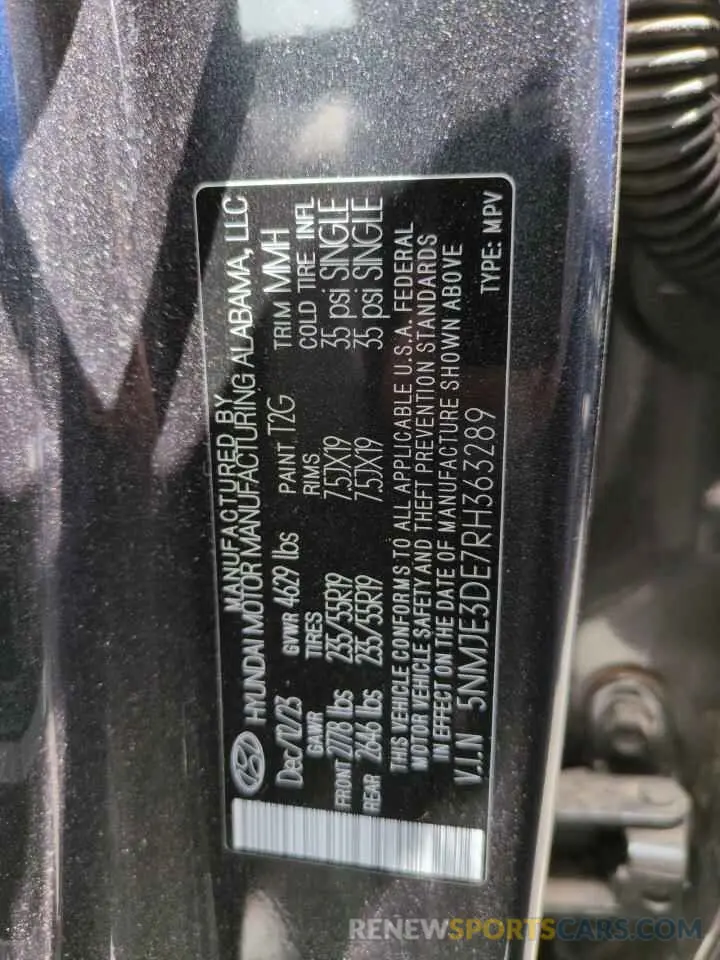 MANUFACTURED BY
HYUNDAI MOTOR MANUFACTURING ALABAMA, LLC
Dec/12/23 GVWR 4629 lbs PAINT T2G TRIM MMH
GAWR TIRES RIMS COLD TIRE INFL
FRONT 2778 lbs 235/55R19 7.5JX19 35 psi SINGLE
REAR 2646 lbs 235/55R19 7.5JX19 35 psi SINGLE
THIS VEHICLE CONFORMS TO ALL APPLICABLE U.S.A. FEDERAL
MOTOR VEHICLE SAFETY AND THEFT PREVENTION STANDARDS
IN EFFECT ON THE DATE OF MANUFACTURE SHOWN ABOVE
V.I.N 5NMJE3DE7RH363289 TYPE: MPV
RENEWSPORTSCARS.COM